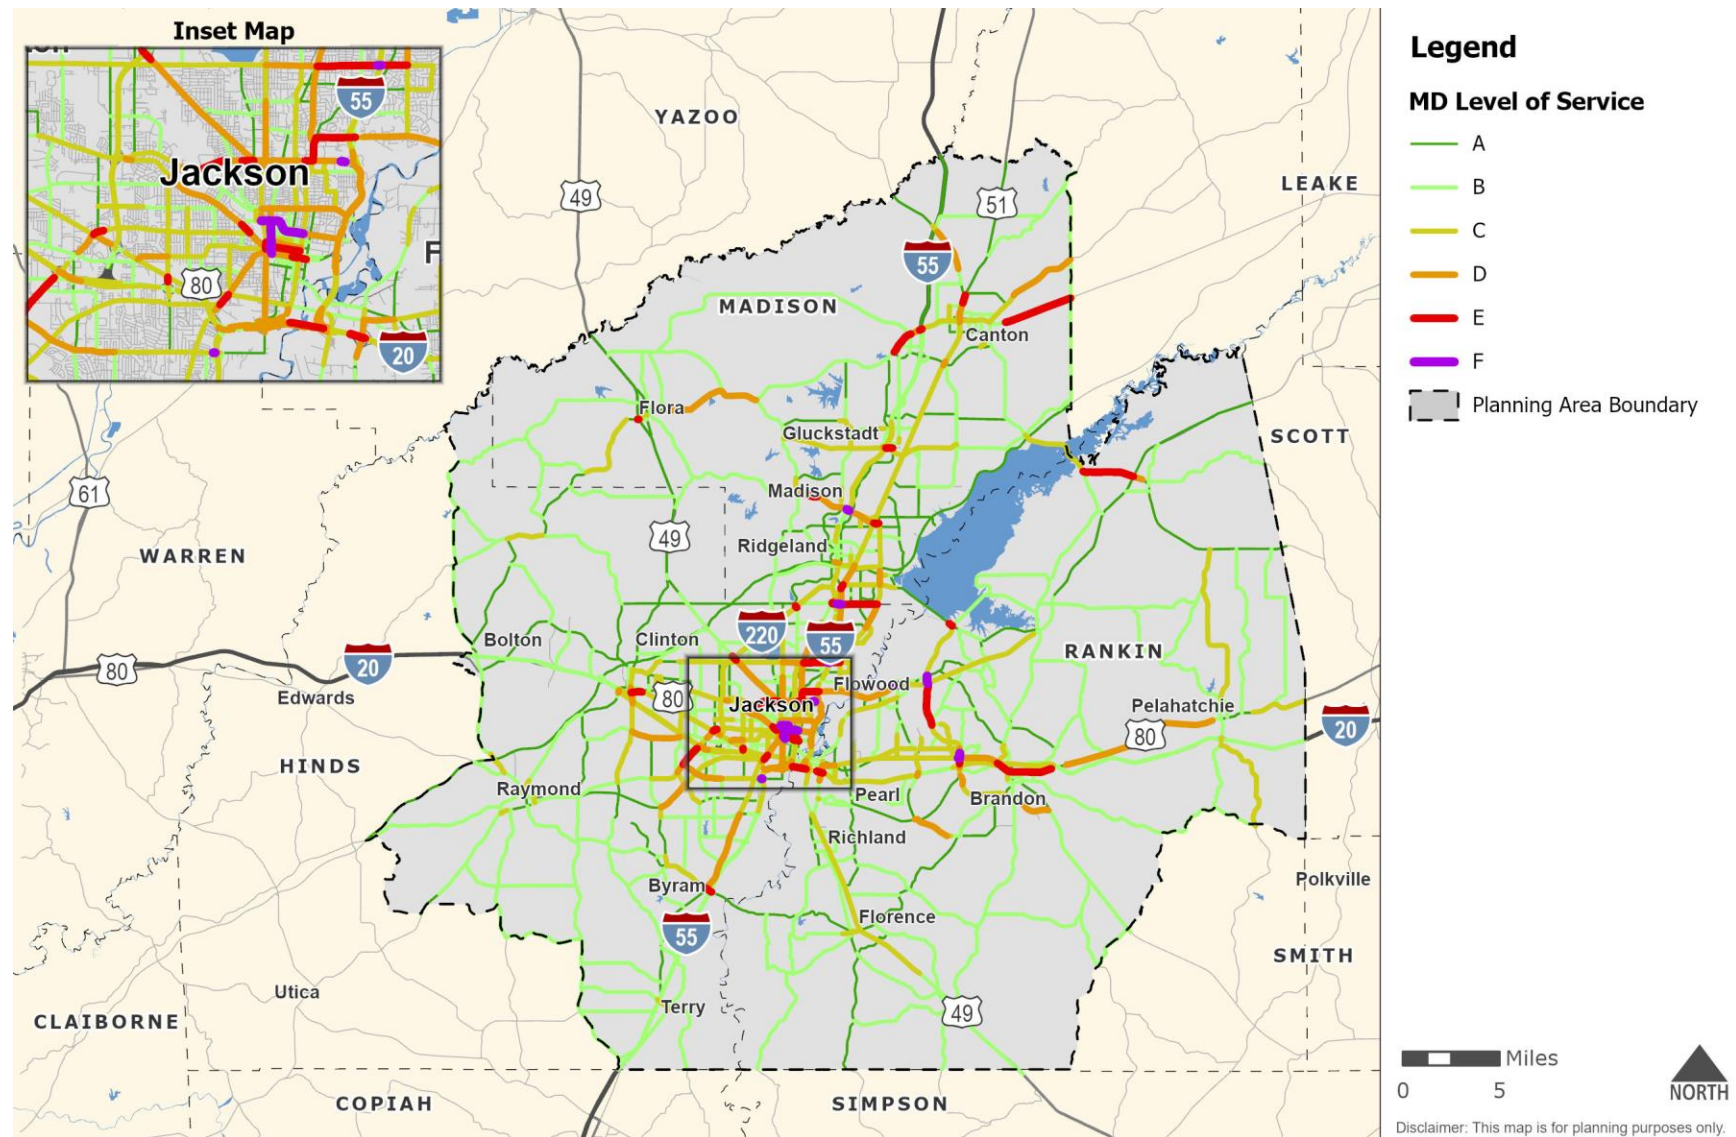 Inset Map
55
Jackson
F
80
20
Legend
MD Level of Service
A
B
C
D
E
F
Planning Area Boundary
YAZOO
LEAKE
49
51
55
MADISON
Canton
Flora
Gluckstadt
SCOTT
61
Madison
49
Ridgeland
WARREN
220
55
Bolton
Clinton
RANKIN
80
20
Edwards
80
Flowood
Jackson
Pelahatchie
80
20
HINDS
Raymond
Pearl
Brandon
Richland
Byram
Polkville
Florence
55
SMITH
Utica
Terry
49
CLAIBORNE
COPIAH
SIMPSON
Miles
0 5
NORTH
Disclaimer: This map is for planning purposes only.